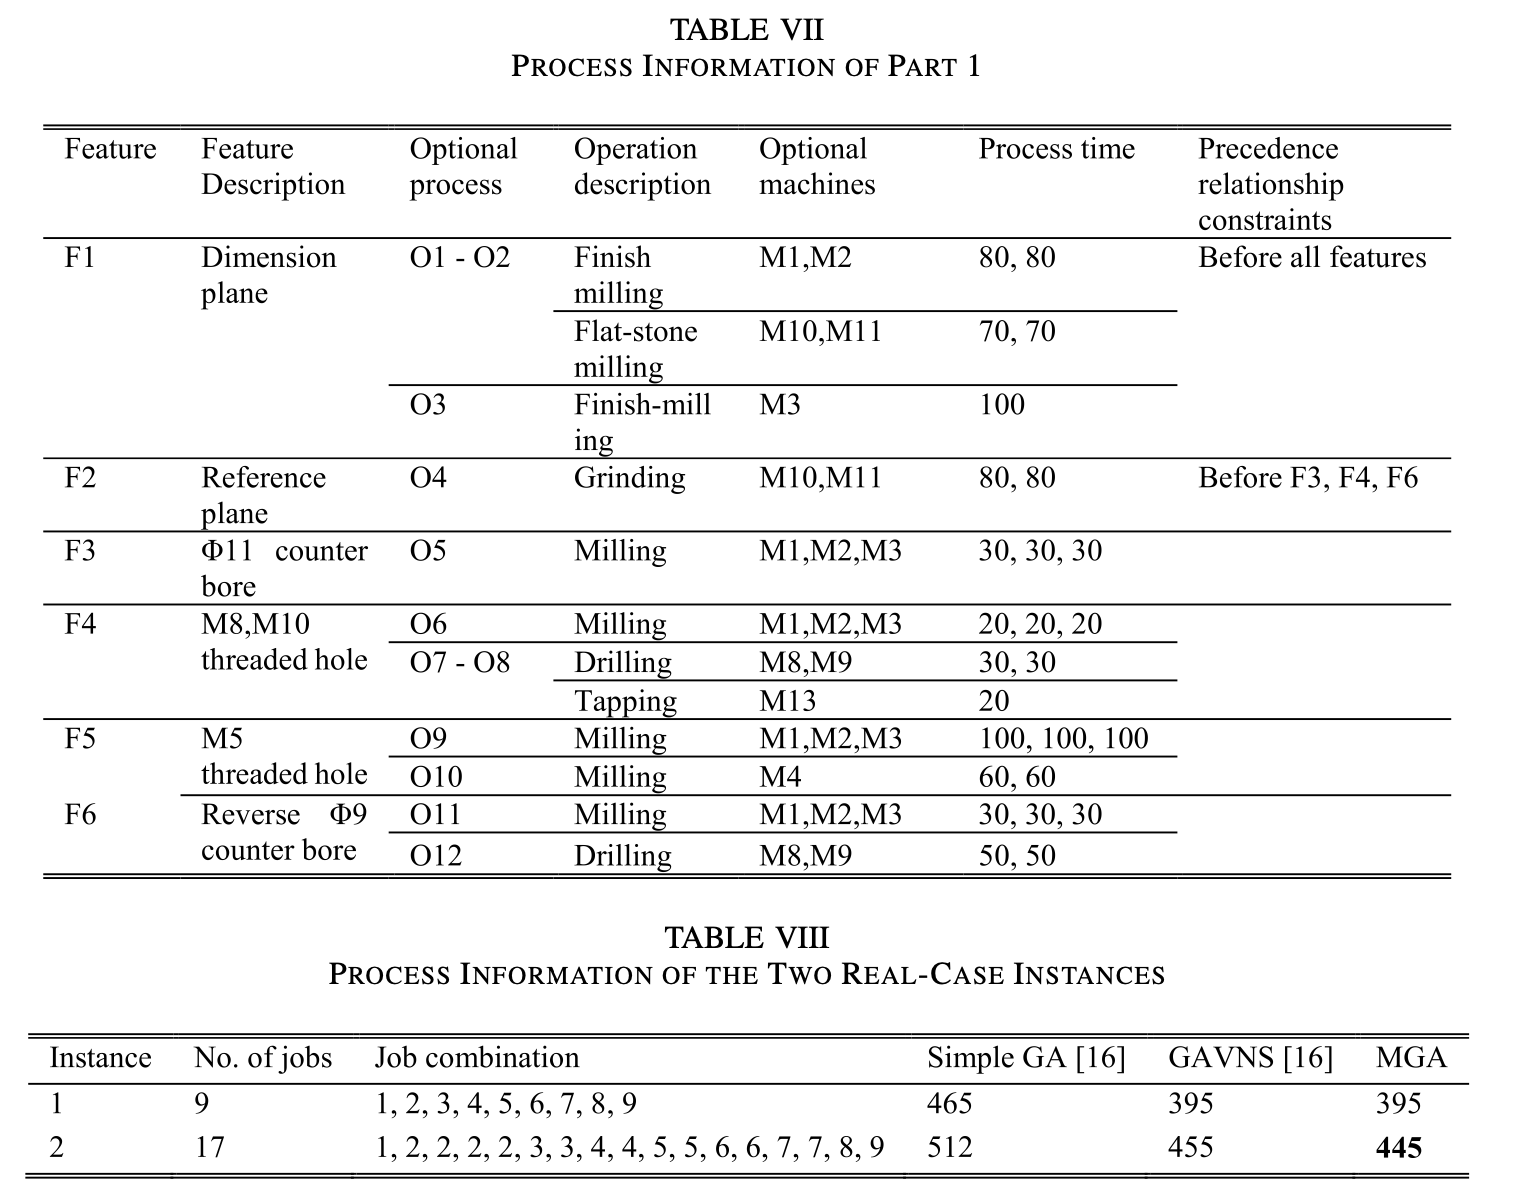 TABLE VII
PROCESS INFORMATION OF PART 1
Feature Feature Description Optional process Operation description Optional machines Process time Precedence relationship constraints
F1 Dimension plane O1 - O2 Finish milling M1,M2 80, 80 Before all features
Flat-stone milling M10,M11 70, 70
O3 Finish-mill ing M3 100
F2 Reference plane O4 Grinding M10,M11 80, 80 Before F3, F4, F6
F3 Φ11 counter bore O5 Milling M1,M2,M3 30, 30, 30
F4 M8,M10 threaded hole O6 Milling M1,M2,M3 20, 20, 20
O7 - O8 Drilling M8,M9 30, 30
Tapping M13 20
F5 M5 threaded hole O9 Milling M1,M2,M3 100, 100, 100
O10 Milling M4 60, 60
F6 Reverse Φ9 counter bore O11 Milling M1,M2,M3 30, 30, 30
O12 Drilling M8,M9 50, 50
TABLE VIII
PROCESS INFORMATION OF THE TWO REAL-CASE INSTANCES
Instance No. of jobs Job combination Simple GA [16] GAVNS [16] MGA
1 9 1, 2, 3, 4, 5, 6, 7, 8, 9 465 395 395
2 17 1, 2, 2, 2, 2, 3, 3, 4, 4, 5, 5, 6, 6, 7, 7, 8, 9 512 455 445